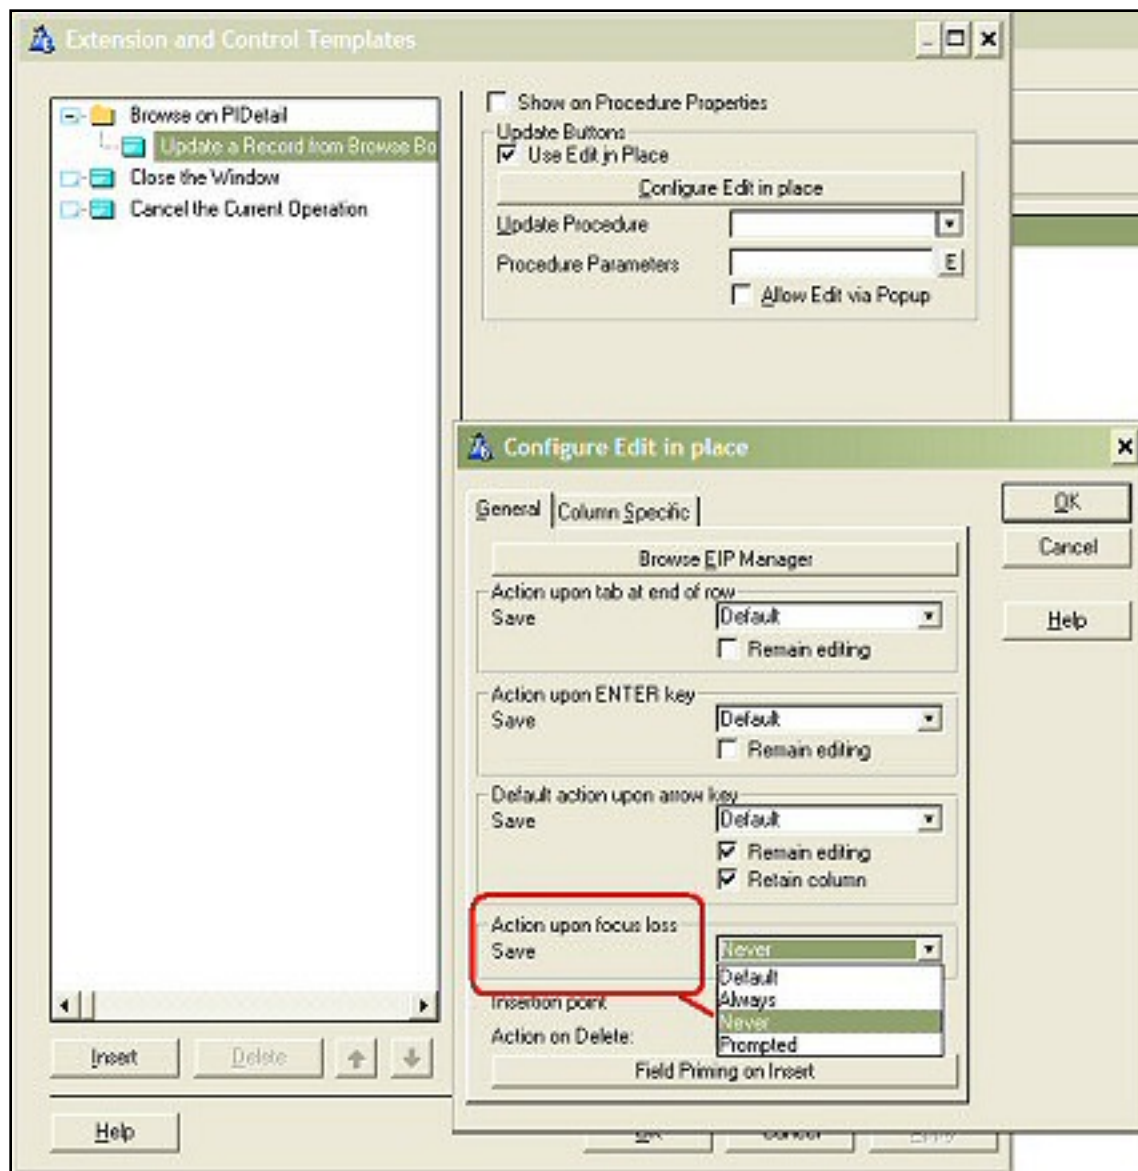 Extension and Control Templates
Browse on PIDetail
Update a Record from Browse Bo
Close the Window
Cancel the Current Operation
Show on Procedure Properties
Update Buttons
Use Edit in Place
Configure Edit in place
Update Procedure
Procedure Parameters
E
Allow Edit via Popup
Configure Edit in place
General
Column Specific
OK
Cancel
Help
Browse EIP Manager
Action upon tab at end of row
Save
Default
Remain editing
Action upon ENTER key
Save
Default
Remain editing
Default action upon arrow key
Save
Default
Remain editing
Retain column
Action upon focus loss
Save
Never
Default
Always
Never
Prompted
Insertion point
Action on Delete:
Field Priming on Insert
Insert
Delete
Help
OK
Cancel
Apply